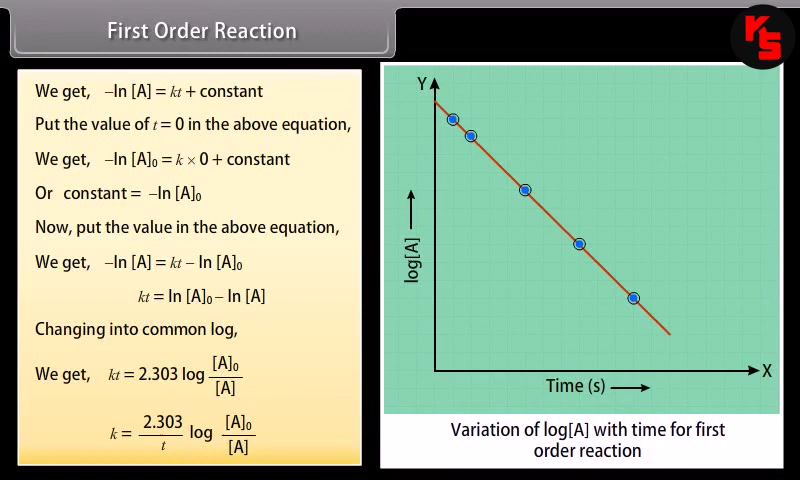 First Order Reaction
KS
We get, –ln [A] = kt + constant
Put the value of t = 0 in the above equation,
We get, –ln [A]₀ = k × 0 + constant
Or constant = –ln [A]₀
Now, put the value in the above equation,
We get, –ln [A] = kt – ln [A]₀
kt = ln [A]₀ – ln [A]
Changing into common log,
We get, kt = 2.303 log [A]₀/[A]
k = 2.303/t log [A]₀/[A]
Y
log[A]
X
Time (s)
Variation of log[A] with time for first
order reaction